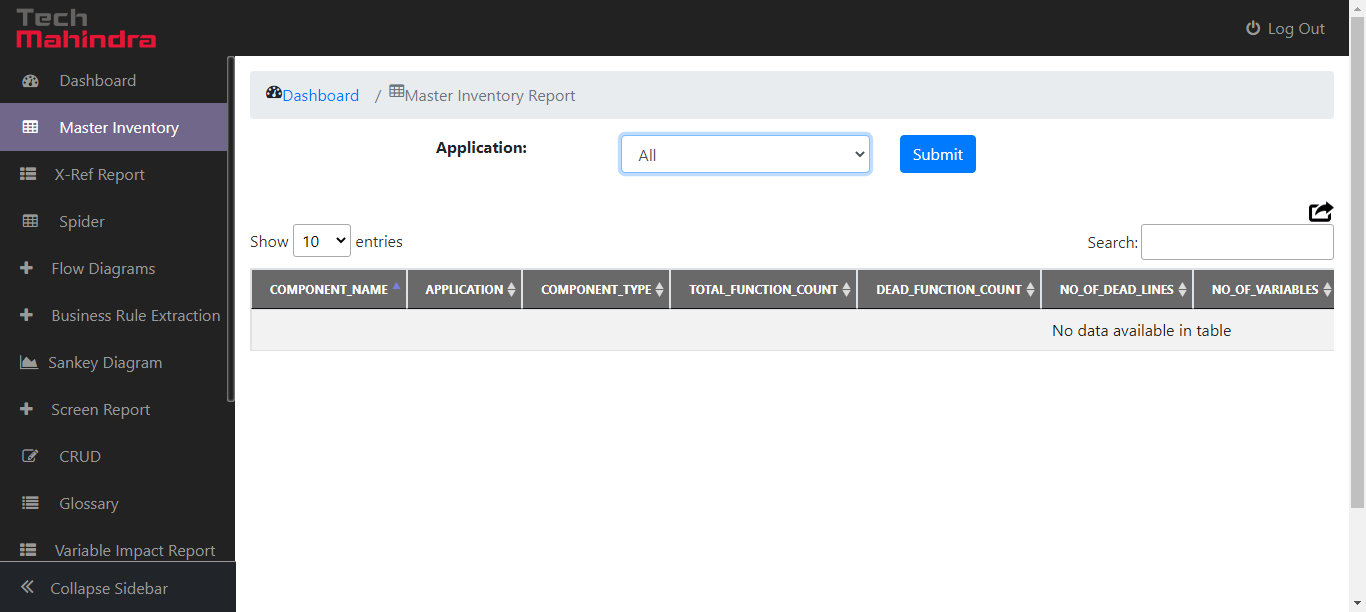 Tech
Mahindra
Log Out
Dashboard
Master Inventory
X-Ref Report
Spider
Flow Diagrams
Business Rule Extraction
Sankey Diagram
Screen Report
CRUD
Glossary
Variable Impact Report
Collapse Sidebar
Dashboard / Master Inventory Report
Application: All Submit
Show 10 entries Search:
COMPONENT_NAME APPLICATION COMPONENT_TYPE TOTAL_FUNCTION_COUNT DEAD_FUNCTION_COUNT NO_OF_DEAD_LINES NO_OF_VARIABLES
No data available in table